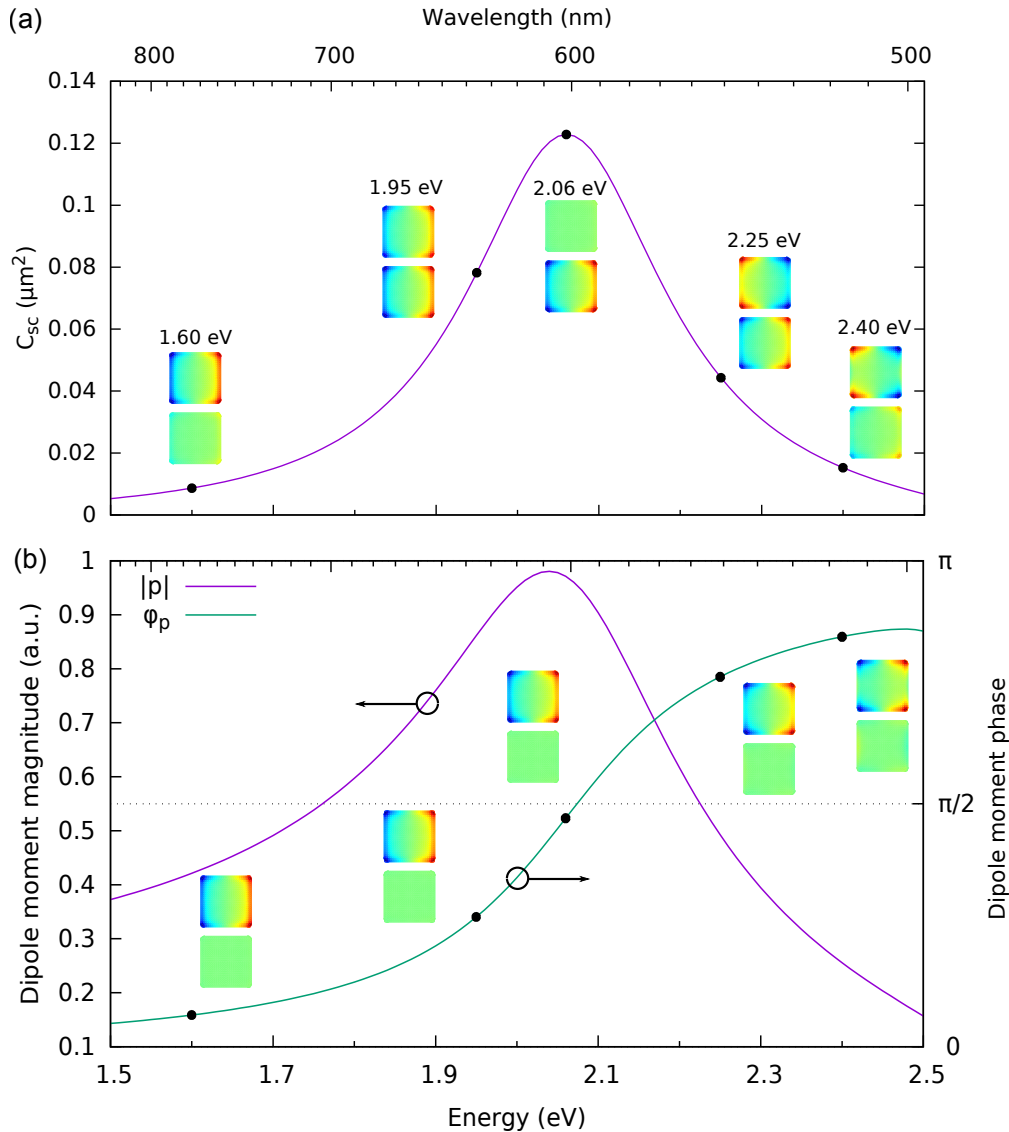 (a)
Wavelength (nm)
800 700 600 500
C_sc (μm²)
0.14
0.12
0.1
0.08
0.06
0.04
0.02
0
1.60 eV
1.95 eV
2.06 eV
2.25 eV
2.40 eV
(b)
Dipole moment magnitude (a.u.)
1
0.9
0.8
0.7
0.6
0.5
0.4
0.3
0.2
0.1
|p|
φ_p
π
π/2
0
Dipole moment phase
1.5 1.7 1.9 2.1 2.3 2.5
Energy (eV)